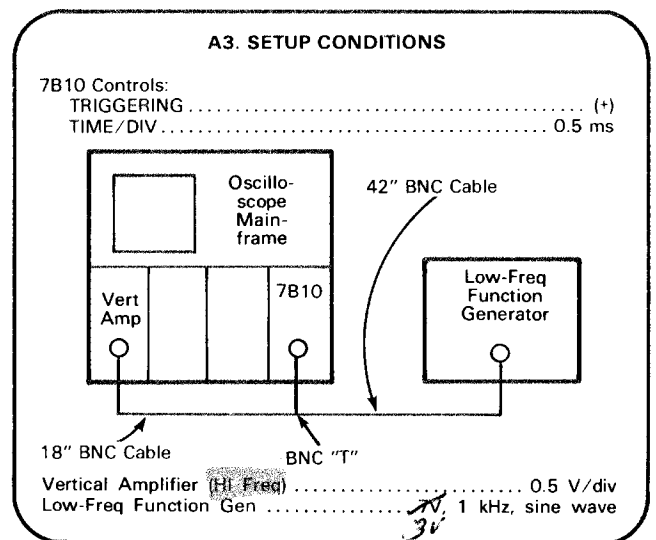 A3. SETUP CONDITIONS
7B10 Controls:
TRIGGERING ........................................ (+)
TIME/DIV ........................................ 0.5 ms
Oscillo-
scope
Main-
frame
42" BNC Cable
Vert
Amp
7B10
Low-Freq
Function
Generator
18" BNC Cable
BNC "T"
Vertical Amplifier (HI Freq) ........................ 0.5 V/div
Low-Freq Function Gen .................. , 1 kHz, sine wave
3V